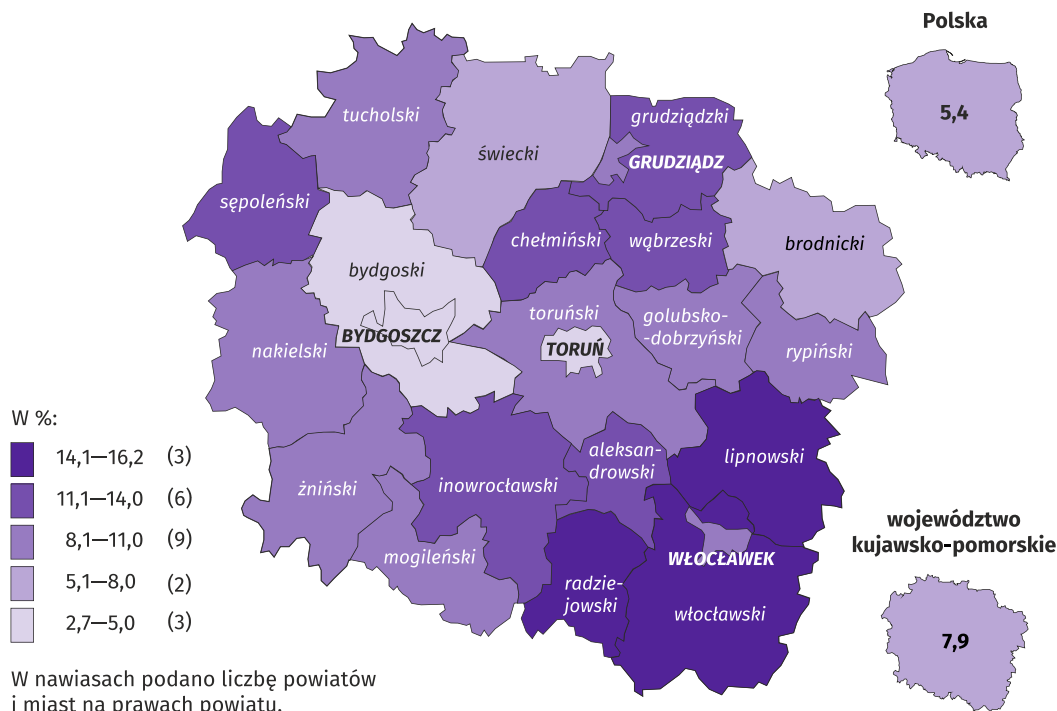 Polska
5,4
tucholski
grudziądzki
GRUDZIĄDZ
świecki
sępoleński
chełmiński
wąbrzeski
brodnicki
bydgoski
BYDGOSZCZ
toruński
TORUŃ
golubsko-
-dobrzyński
rypiński
nakielski
W %:
14,1—16,2 (3)
11,1—14,0 (6)
8,1—11,0 (9)
5,1—8,0 (2)
2,7—5,0 (3)
aleksan-
drowski
lipnowski
żniński
inowrocławski
mogileński
radzie-
jowski
WŁOCŁAWEK
włocławski
województwo
kujawsko-pomorskie
7,9
W nawiasach podano liczbę powiatów
i miast na prawach powiatu.